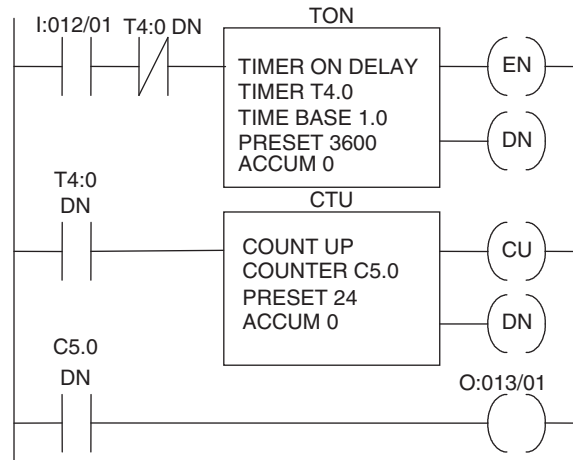 TON
I:012/01 T4:0 DN
TIMER ON DELAY
TIMER T4.0
TIME BASE 1.0
PRESET 3600
ACCUM 0
EN
DN
T4:0
DN
CTU
COUNT UP
COUNTER C5.0
PRESET 24
ACCUM 0
CU
DN
C5.0
DN
O:013/01